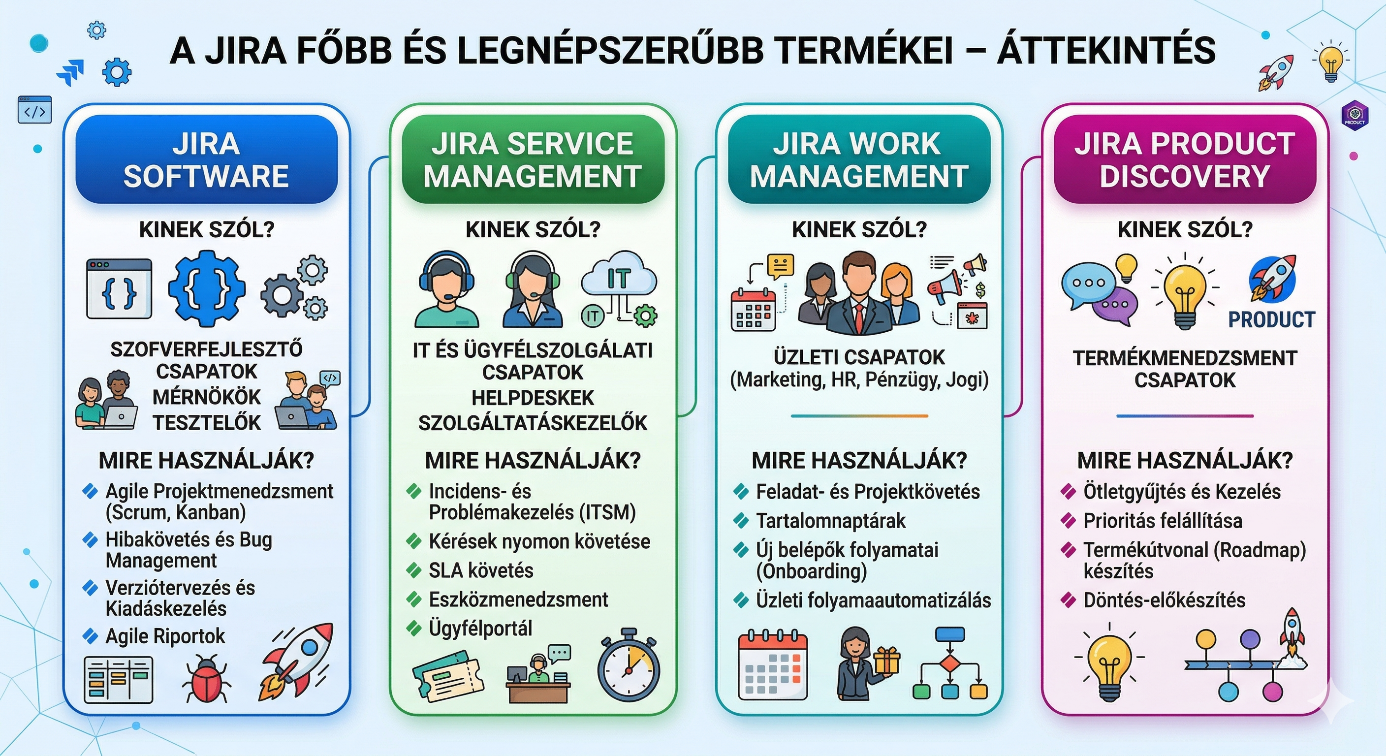 A JIRA FŐBB ÉS LEGNÉPSZERŰBB TERMÉKEI – ÁTTEKINTÉS
JIRA
SOFTWARE
KINEK SZÓL?
SZOFVERFEJLESZTŐ
CSAPATOK
MÉRNÖKÖK
TESZTELŐK
MIRE HASZNÁLJÁK?
Agile Projektmenedzsment
(Scrum, Kanban)
Hibakövetés és Bug
Management
Verziótervezés és
Kiadáskezelés
Agile Riportok
JIRA SERVICE
MANAGEMENT
KINEK SZÓL?
IT
IT
IT ÉS ÜGYFÉLSZOLGÁLATI
CSAPATOK
HELPDESKEK
SZOLGÁLTATÁSKEZELŐK
MIRE HASZNÁLJÁK?
Incidens- és
Problémakezelés (ITSM)
Kérések nyomon követése
SLA követés
Eszközmenedzsment
Ügyfélportál
JIRA WORK
MANAGEMENT
KINEK SZÓL?
ÜZLETI CSAPATOK
(Marketing, HR, Pénzügy, Jogi)
MIRE HASZNÁLJÁK?
Feladat- és Projektkövetés
Tartalomnaptárak
Új belépők folyamatai
(Onboarding)
Üzleti folyamaautomatizálás
JIRA PRODUCT
DISCOVERY
PRODUCT
KINEK SZÓL?
PRODUCT
TERMÉKMENEDZSMENT
CSAPATOK
MIRE HASZNÁLJÁK?
Ötletgyűjtés és Kezelés
Prioritás felállítása
Termékútvonal (Roadmap)
készítés
Döntés-előkészítés